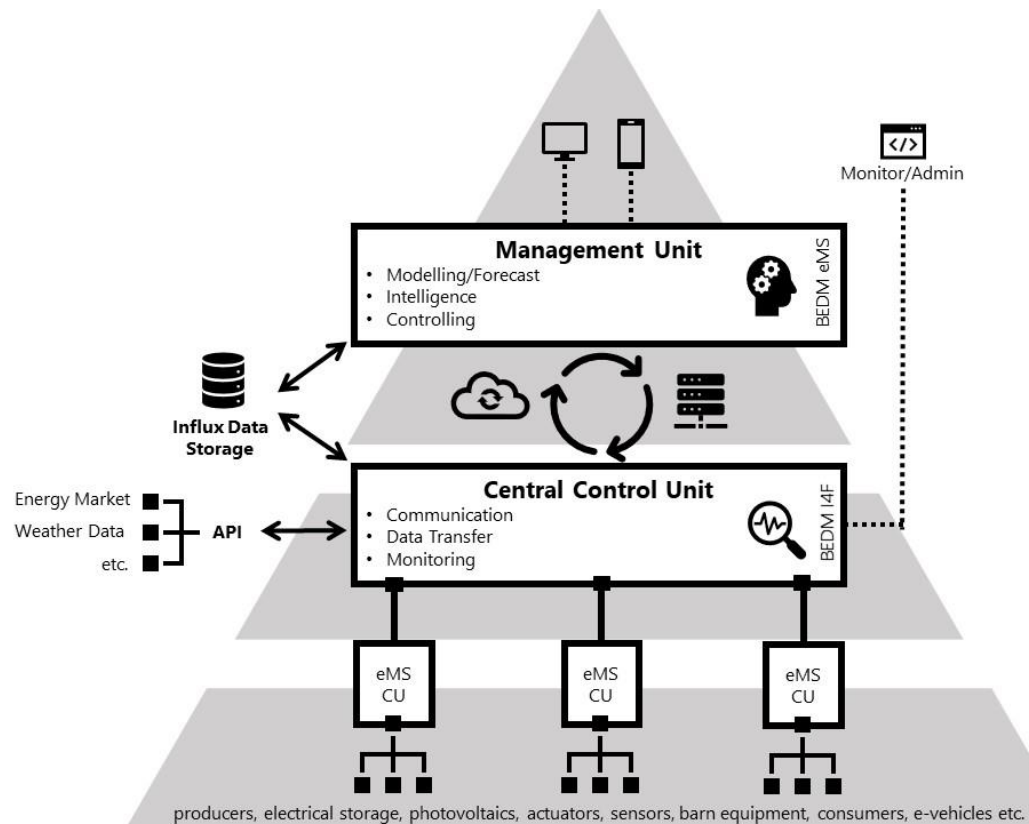 </>
Monitor/Admin
Management Unit
• Modelling/Forecast
• Intelligence
• Controlling
BEDM eMS
Influx Data
Storage
Central Control Unit
• Communication
• Data Transfer
• Monitoring
BEDM I4F
Energy Market
Weather Data
etc.
API
eMS
CU
eMS
CU
eMS
CU
producers, electrical storage, photovoltaics, actuators, sensors, barn equipment, consumers, e-vehicles etc.